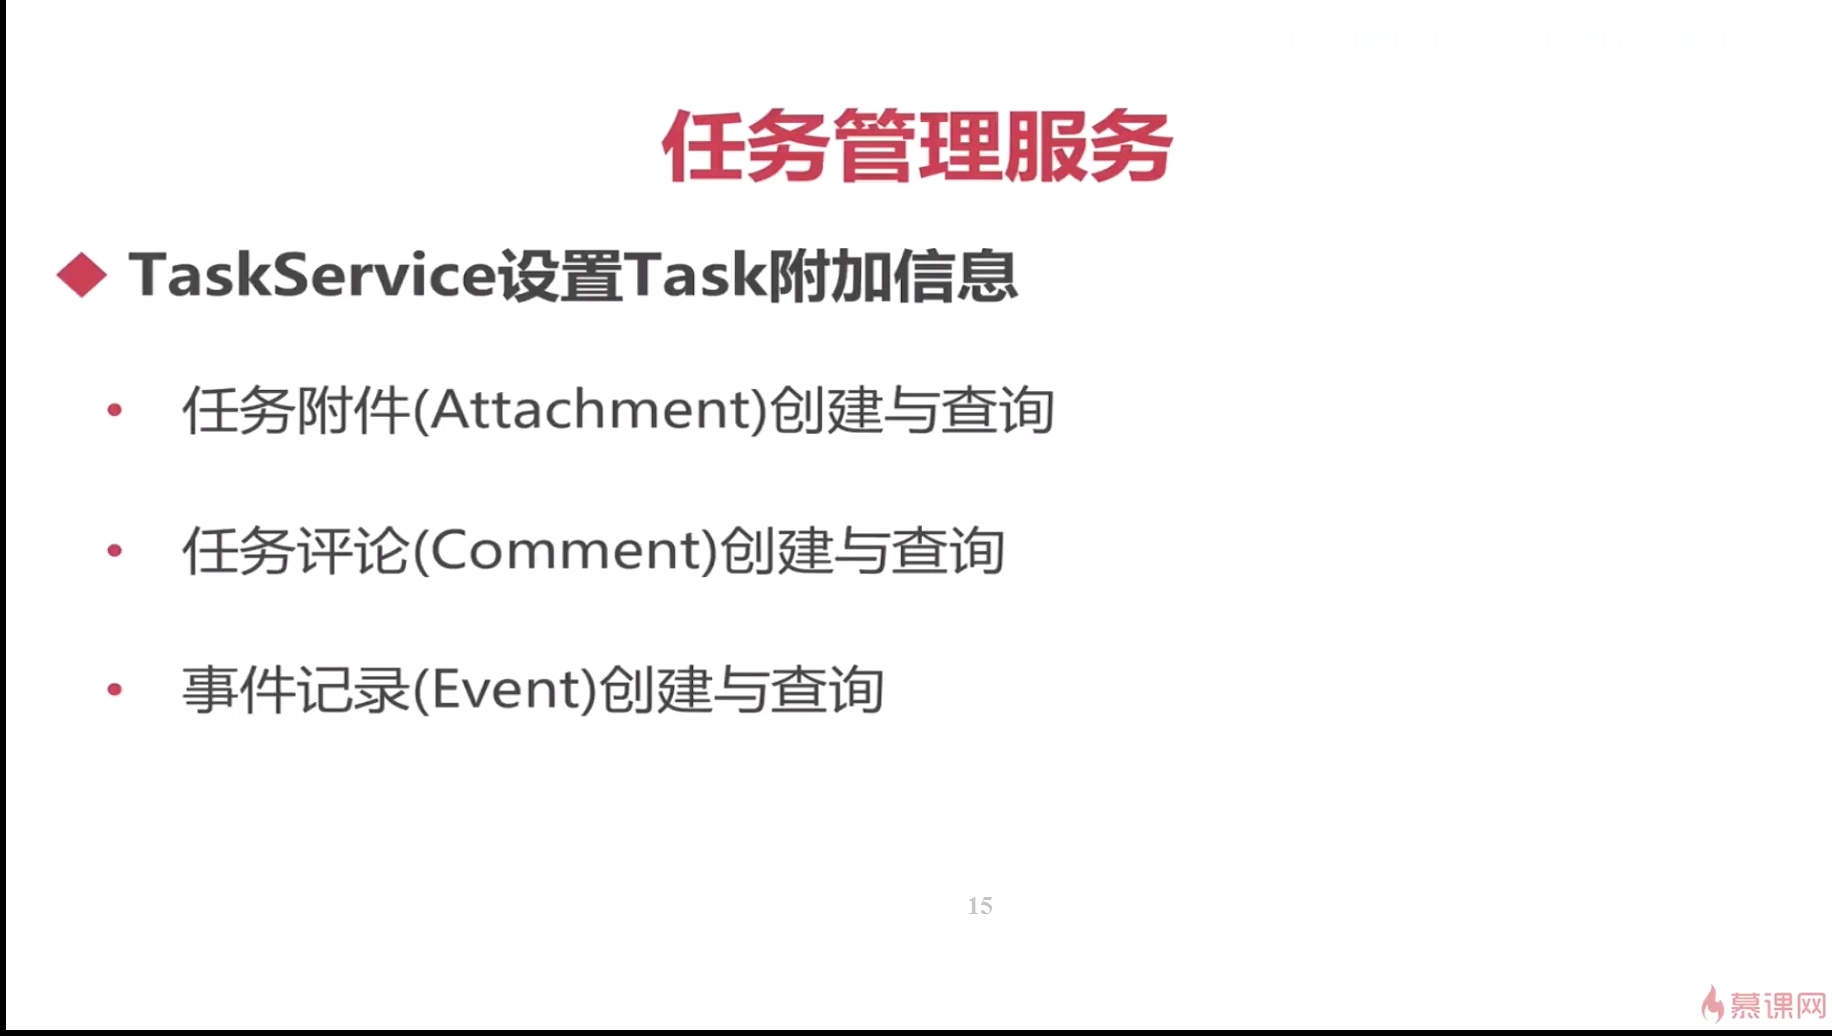 任务管理服务
◆ TaskService设置Task附加信息
• 任务附件(Attachment)创建与查询
• 任务评论(Comment)创建与查询
• 事件记录(Event)创建与查询
15
慕课网